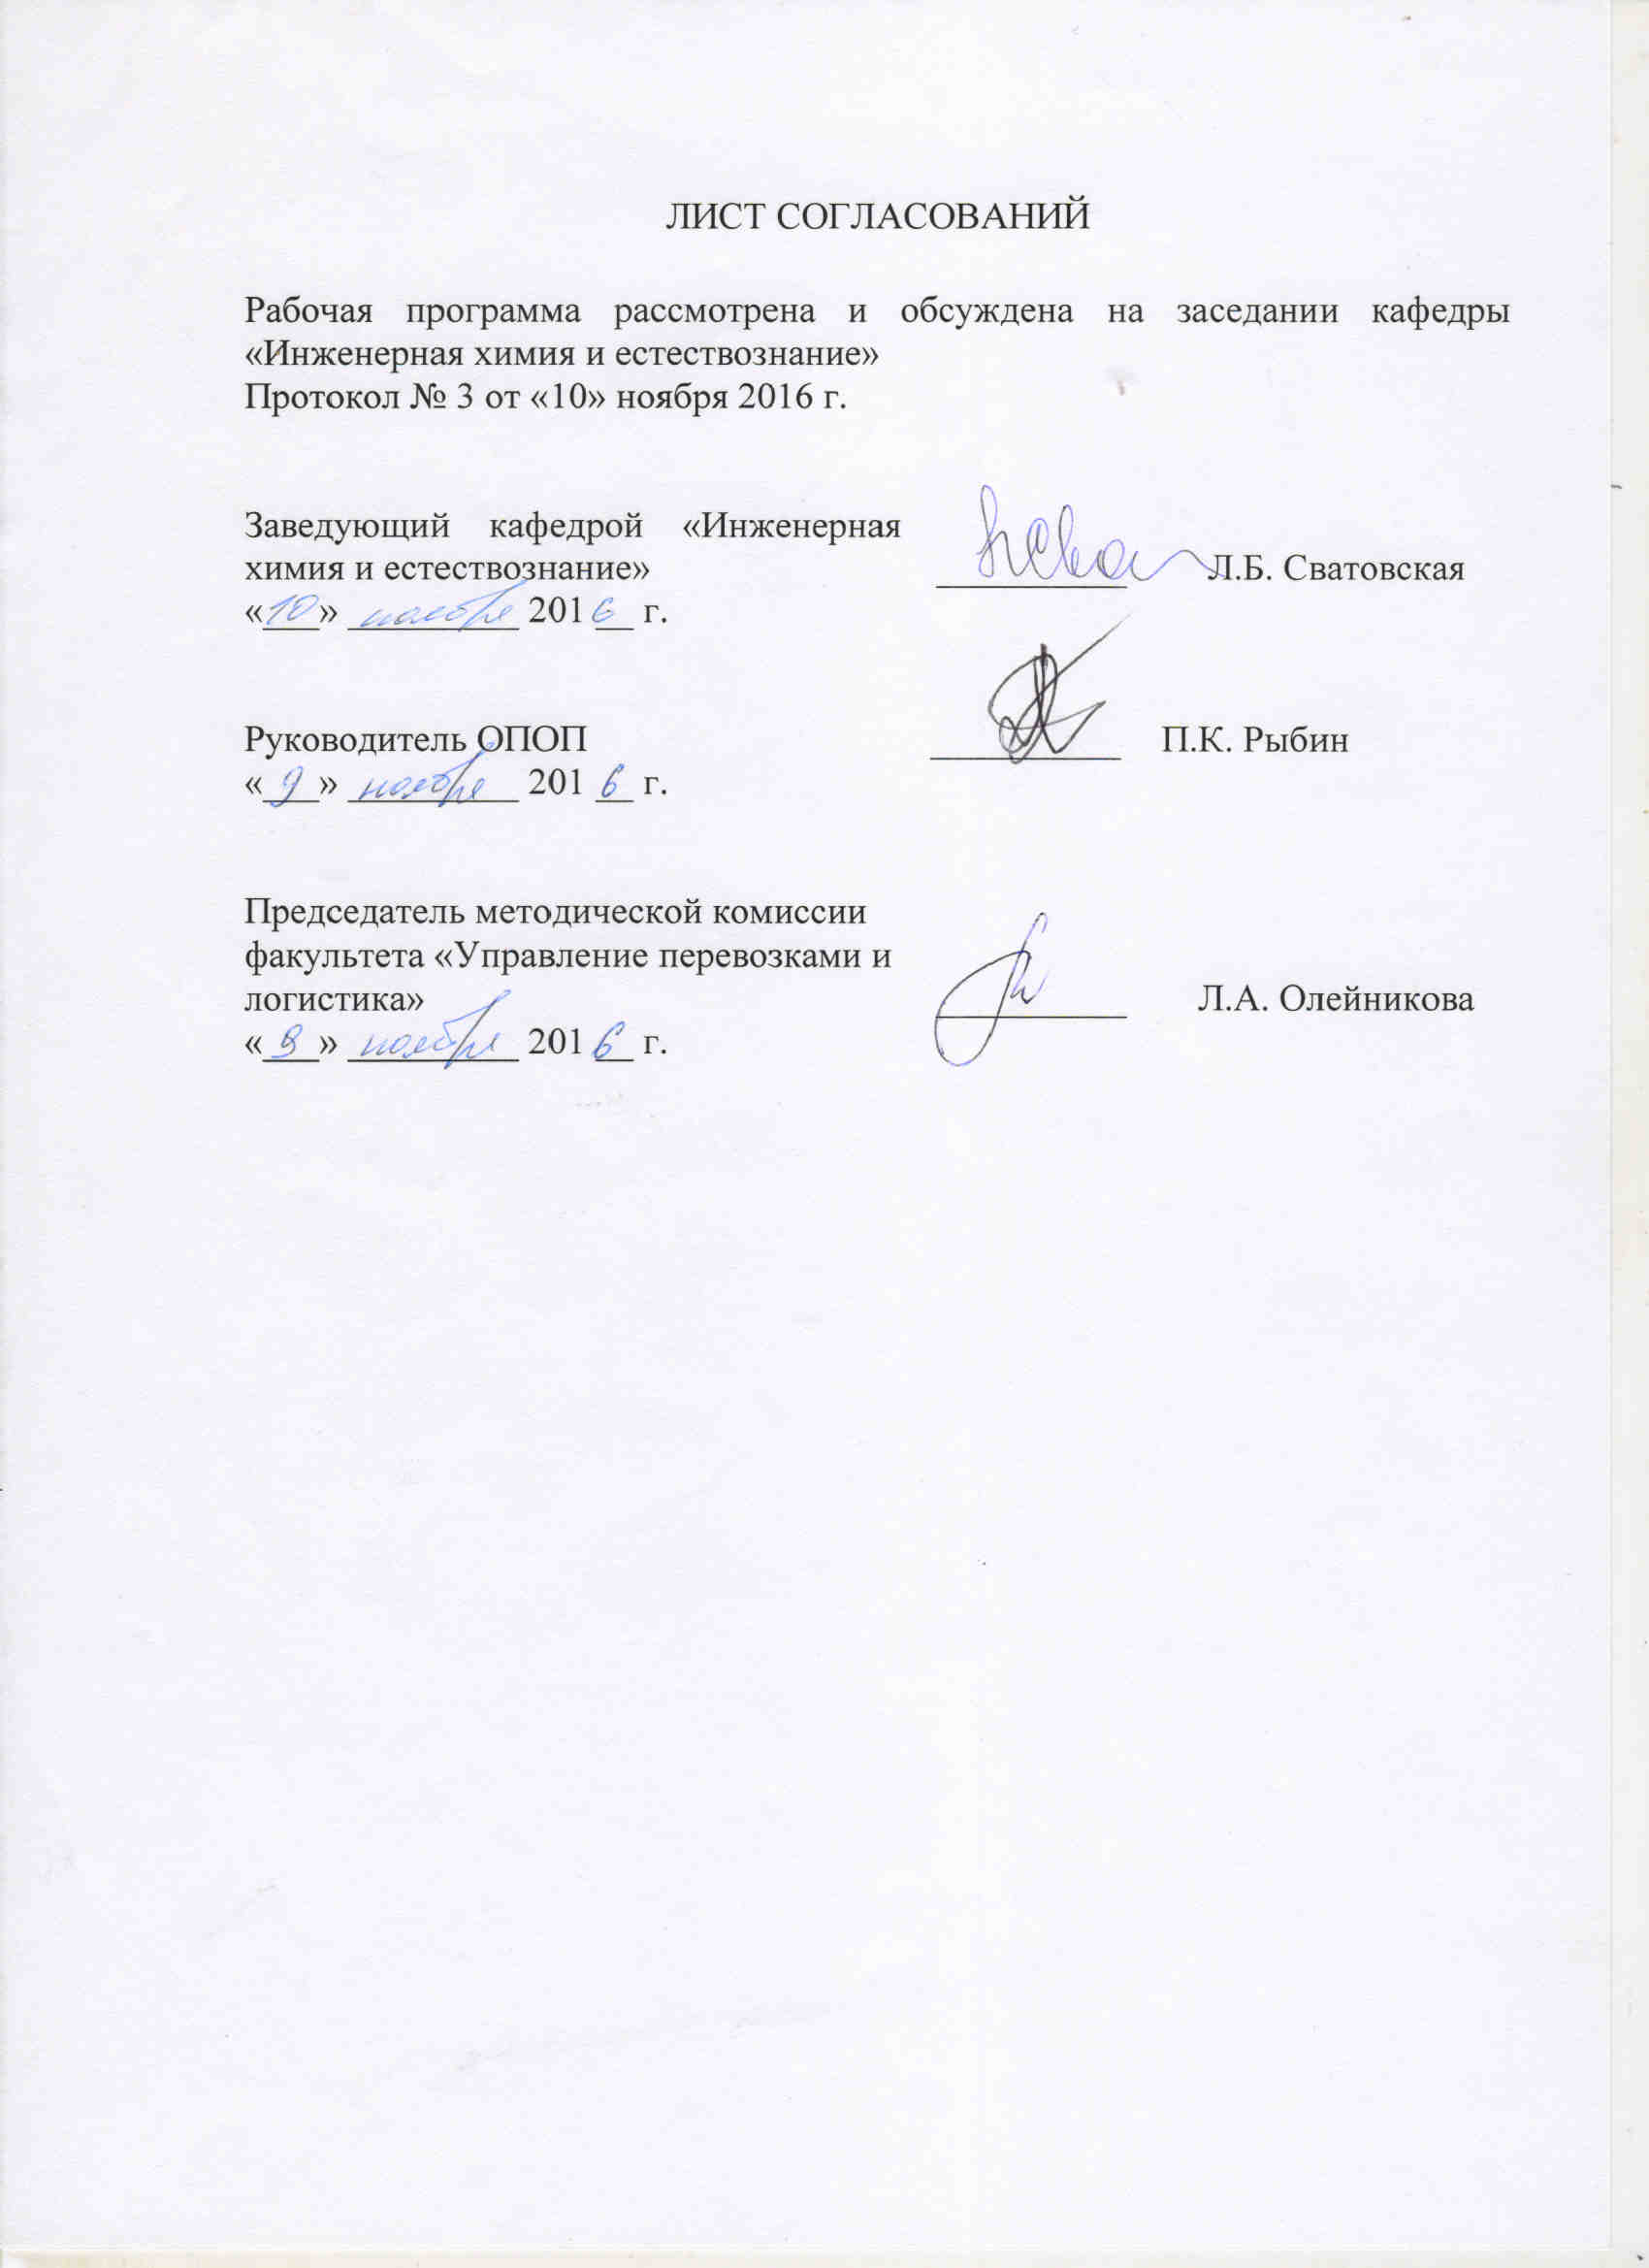 ЛИСТ СОГЛАСОВАНИЙ
Рабочая программа рассмотрена и обсуждена на заседании кафедры
«Инженерная химия и естествознание»
Протокол № 3 от «10» ноября 2016 г.
Заведующий кафедрой «Инженерная
химия и естествознание» Л.Б. Сватовская
«10» ноября 2016 г.
Руководитель ОПОП П.К. Рыбин
«9» ноября 2016 г.
Председатель методической комиссии
факультета «Управление перевозками и
логистика» Л.А. Олейникова
«9» ноября 2016 г.